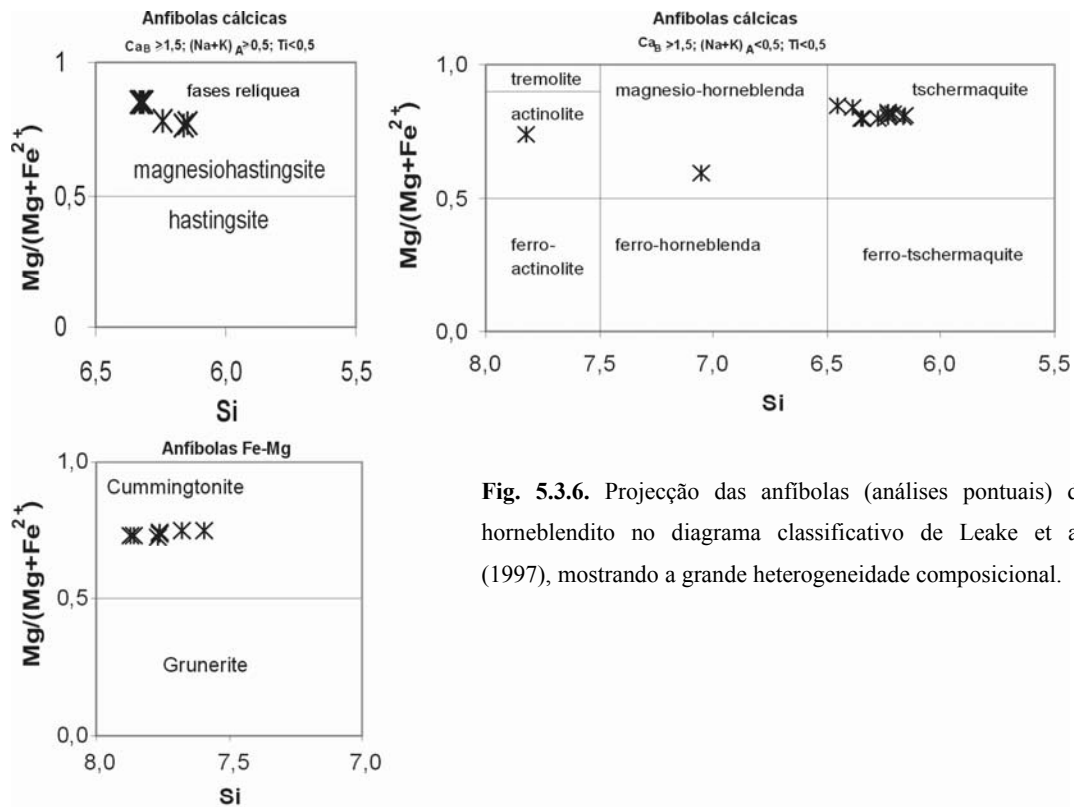 Anfíbolas cálcicas
Ca_B ≥1,5; (Na+K)_A≥0,5; Ti<0,5
1
fases reliquea
magnesiohastingsite
0,5
hastingsite
0
Mg/(Mg+Fe²⁺)
6,5 6,0 5,5
Si
Anfíbolas cálcicas
Ca_B >1,5; (Na+K)_A<0,5; Ti<0,5
1,0
tremolite
actinolite
magnesio-horneblenda
tschermaquite
0,5
ferro-
actinolite
ferro-horneblenda
ferro-tschermaquite
0,0
Mg/(Mg+Fe²⁺)
8,0 7,5 7,0 6,5 6,0 5,5
Si
Anfíbolas Fe-Mg
1,0
Cummingtonite
0,5
Grunerite
0,0
Mg/(Mg+Fe²⁺)
8,0 7,5 7,0
Si
Fig. 5.3.6. Projecção das anfíbolas (análises pontuais)
horneblendito no diagrama classificativo de Leake et
(1997), mostrando a grande heterogeneidade composicional.